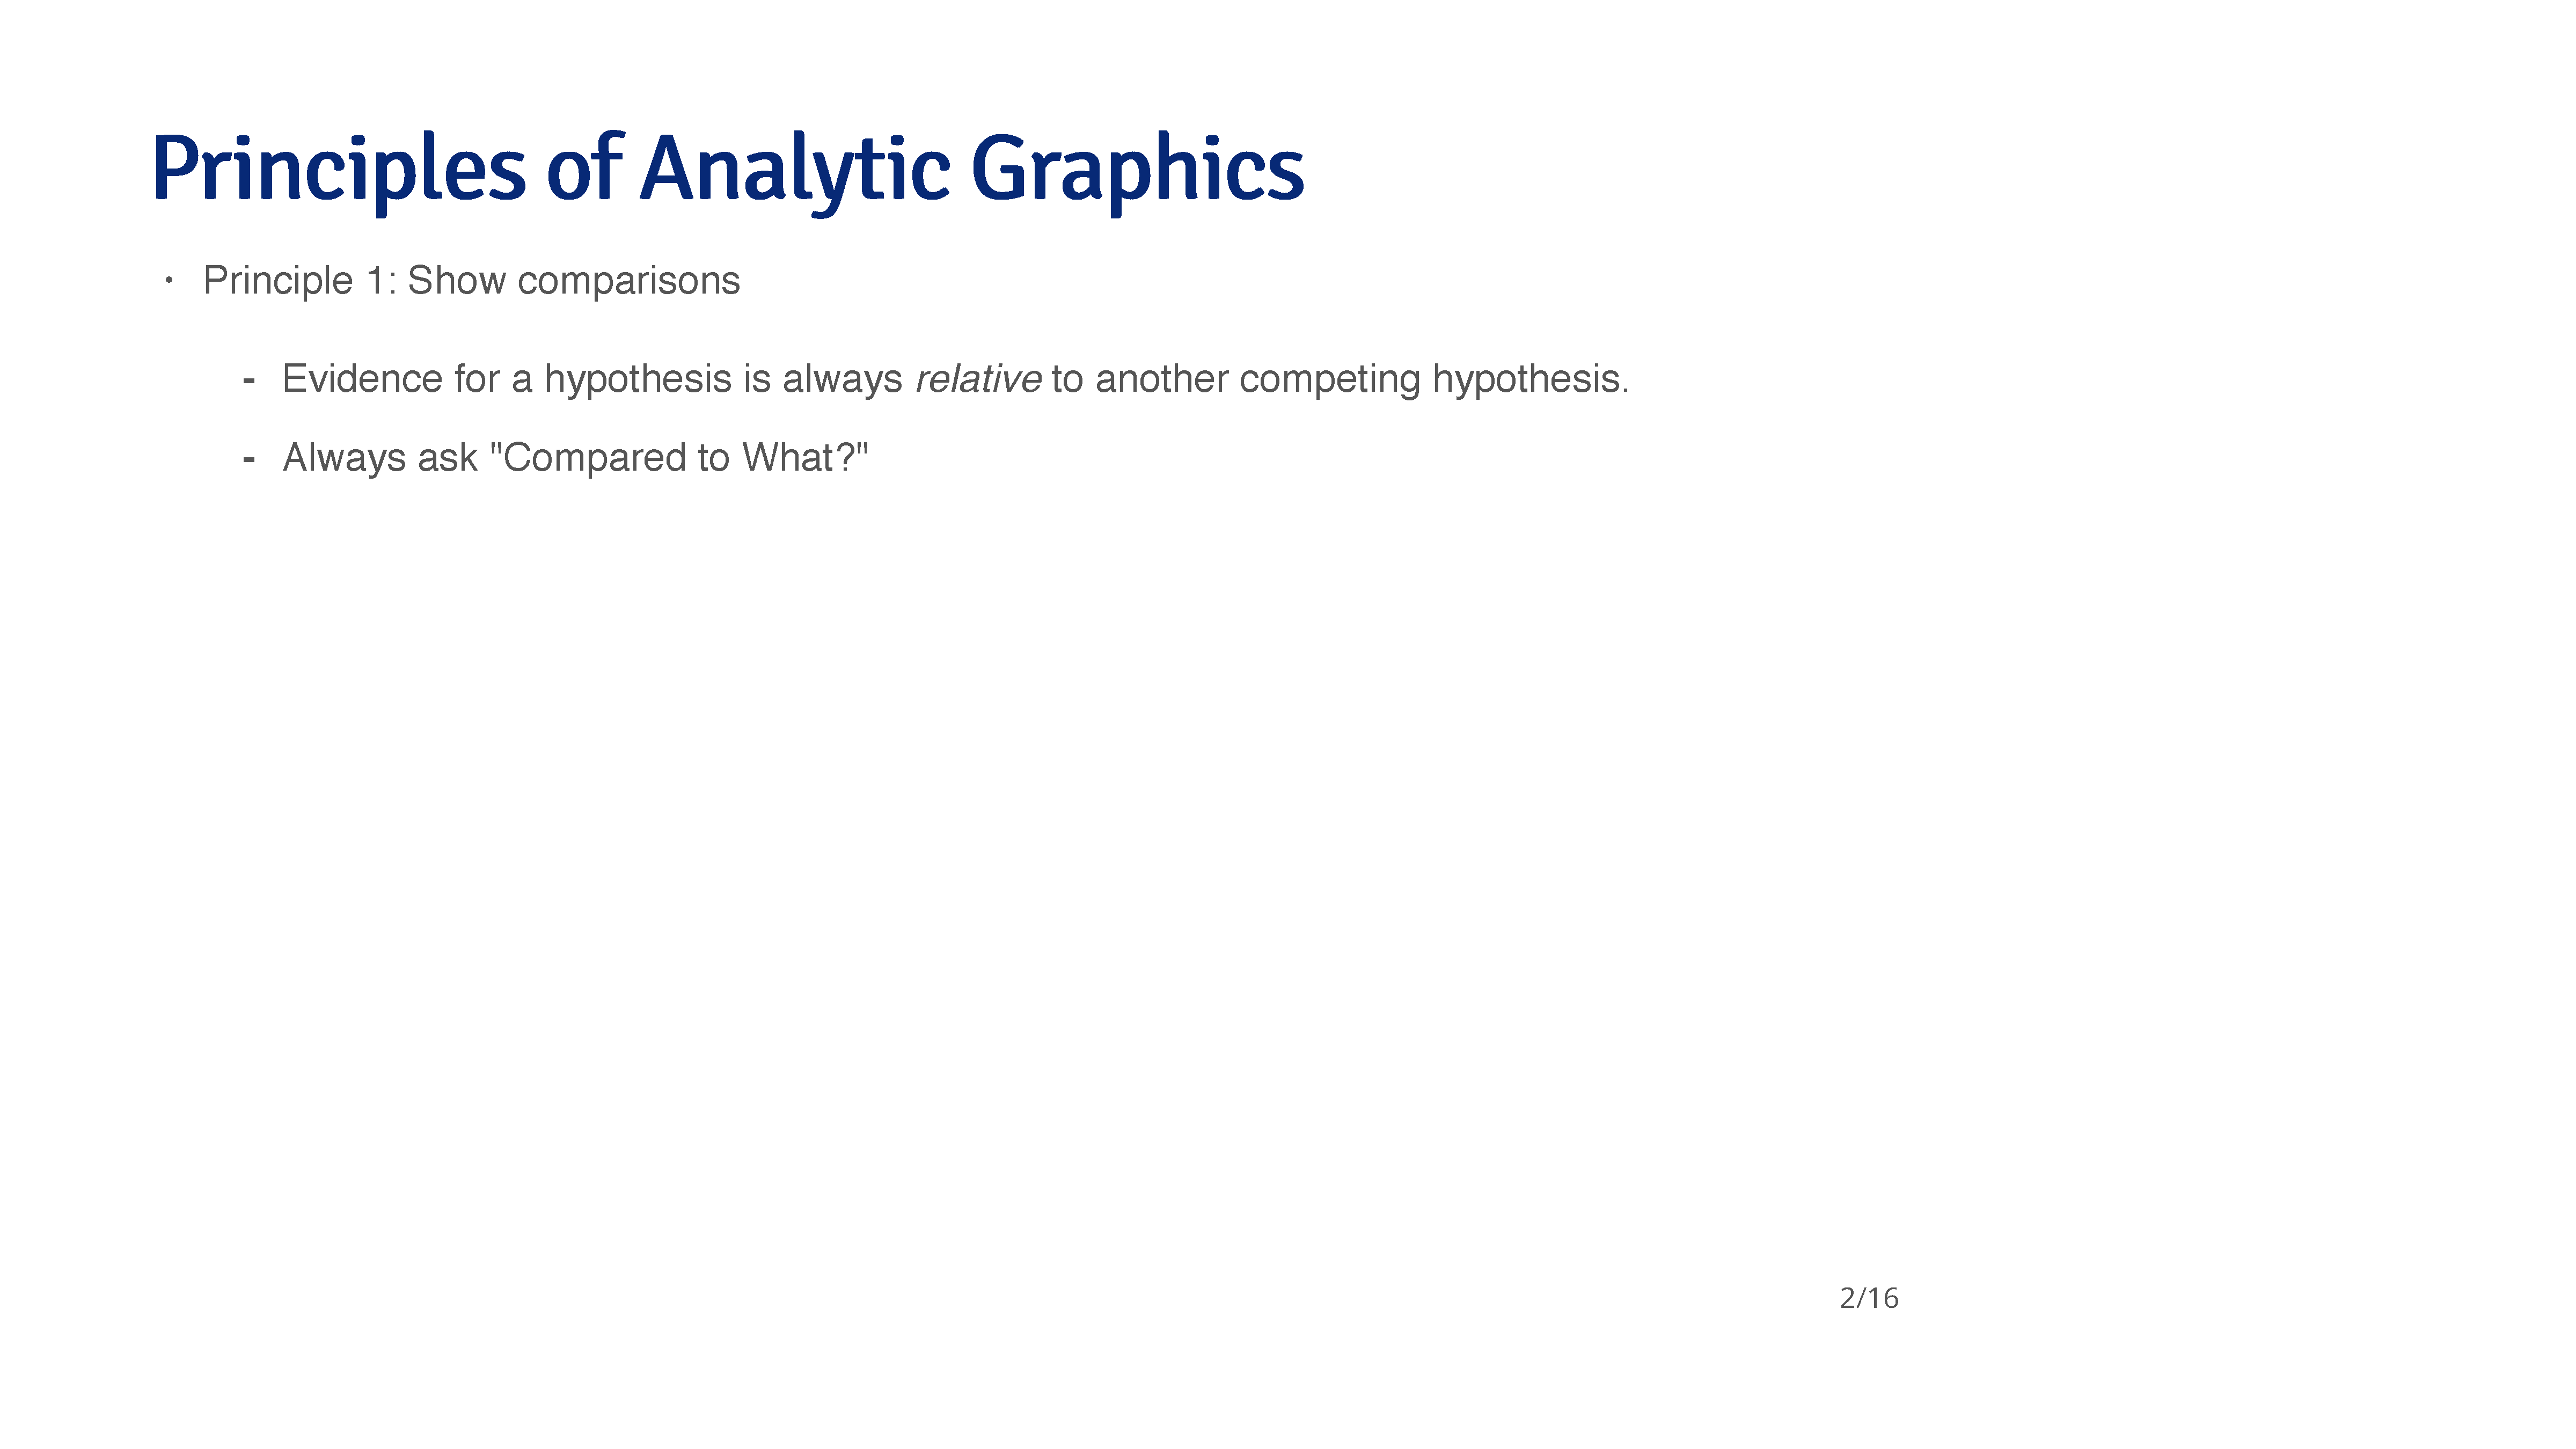 Principles of Analytic Graphics
· Principle 1: Show comparisons
- Evidence for a hypothesis is always relative to another competing hypothesis.
- Always ask "Compared to What?"
2/16